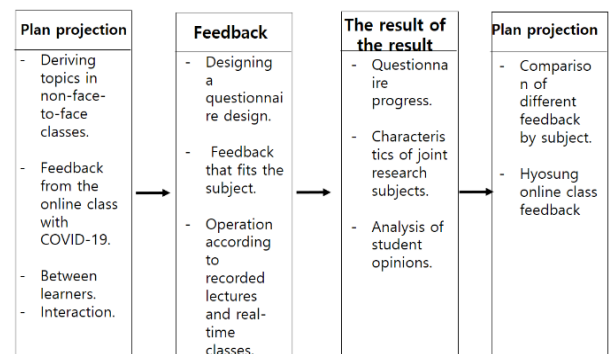 Plan projection
- Deriving
topics in
non-face-
to-face
classes.
- Feedback
from the
online class
with
COVID-19.
- Between
learners.
- Interaction.
Feedback
- Designing
a
questionnai
re design.
- Feedback
that fits the
subject.
- Operation
according
to
recorded
lectures
and real-
time
classes.
The result of
the result
- Questionna
ire
progress.
- Characteris
tics of joint
research
subjects.
- Analysis of
student
opinions.
Plan projection
- Compariso
n of
different
feedback
by subject.
- Hyosung
online class
feedback